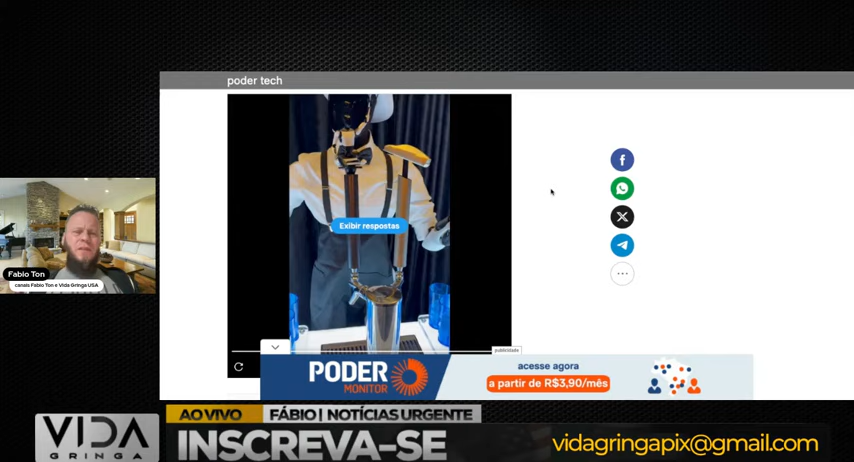 poder tech
Exibir respostas
Fabio Ton
canais Fabio Ton e Vida Gringa USA
publicidade
PODER
MONITOR
acesse agora
a partir de R$3,90/mês
VIDA
GRINGA
AO VIVO
FÁBIO | NOTÍCIAS URGENTE
INSCREVA-SE
vidagringapix@gmail.com